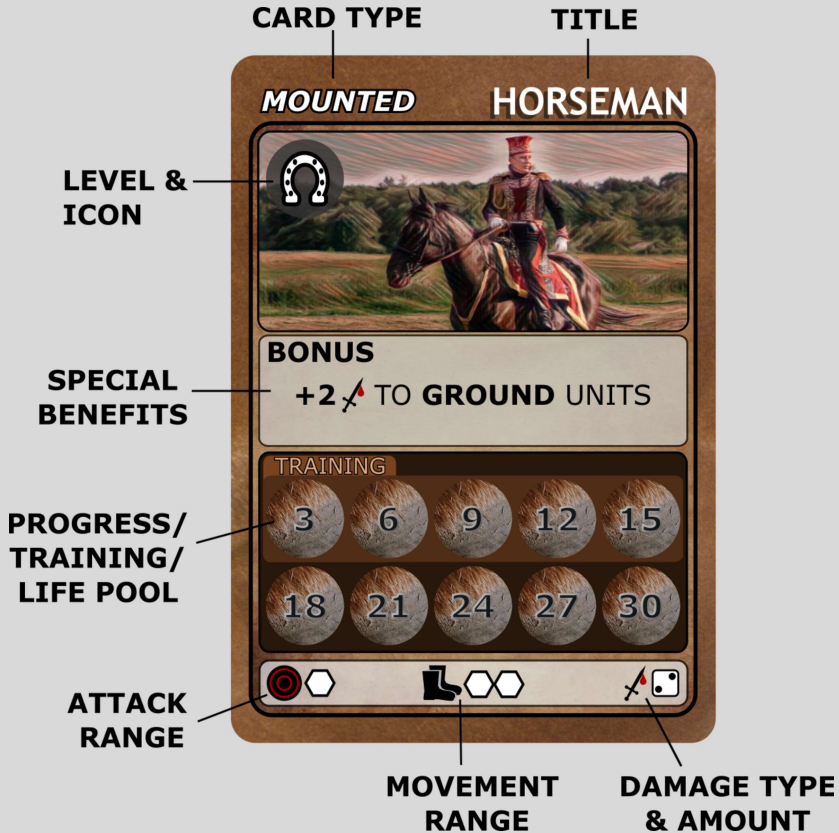 CARD TYPE
TITLE
MOUNTED
HORSEMAN
LEVEL &
ICON
BONUS
+2 TO GROUND UNITS
SPECIAL
BENEFITS
TRAINING
3 6 9 12 15
18 21 24 27 30
PROGRESS/
TRAINING/
LIFE POOL
ATTACK
RANGE
MOVEMENT
RANGE
DAMAGE TYPE
& AMOUNT